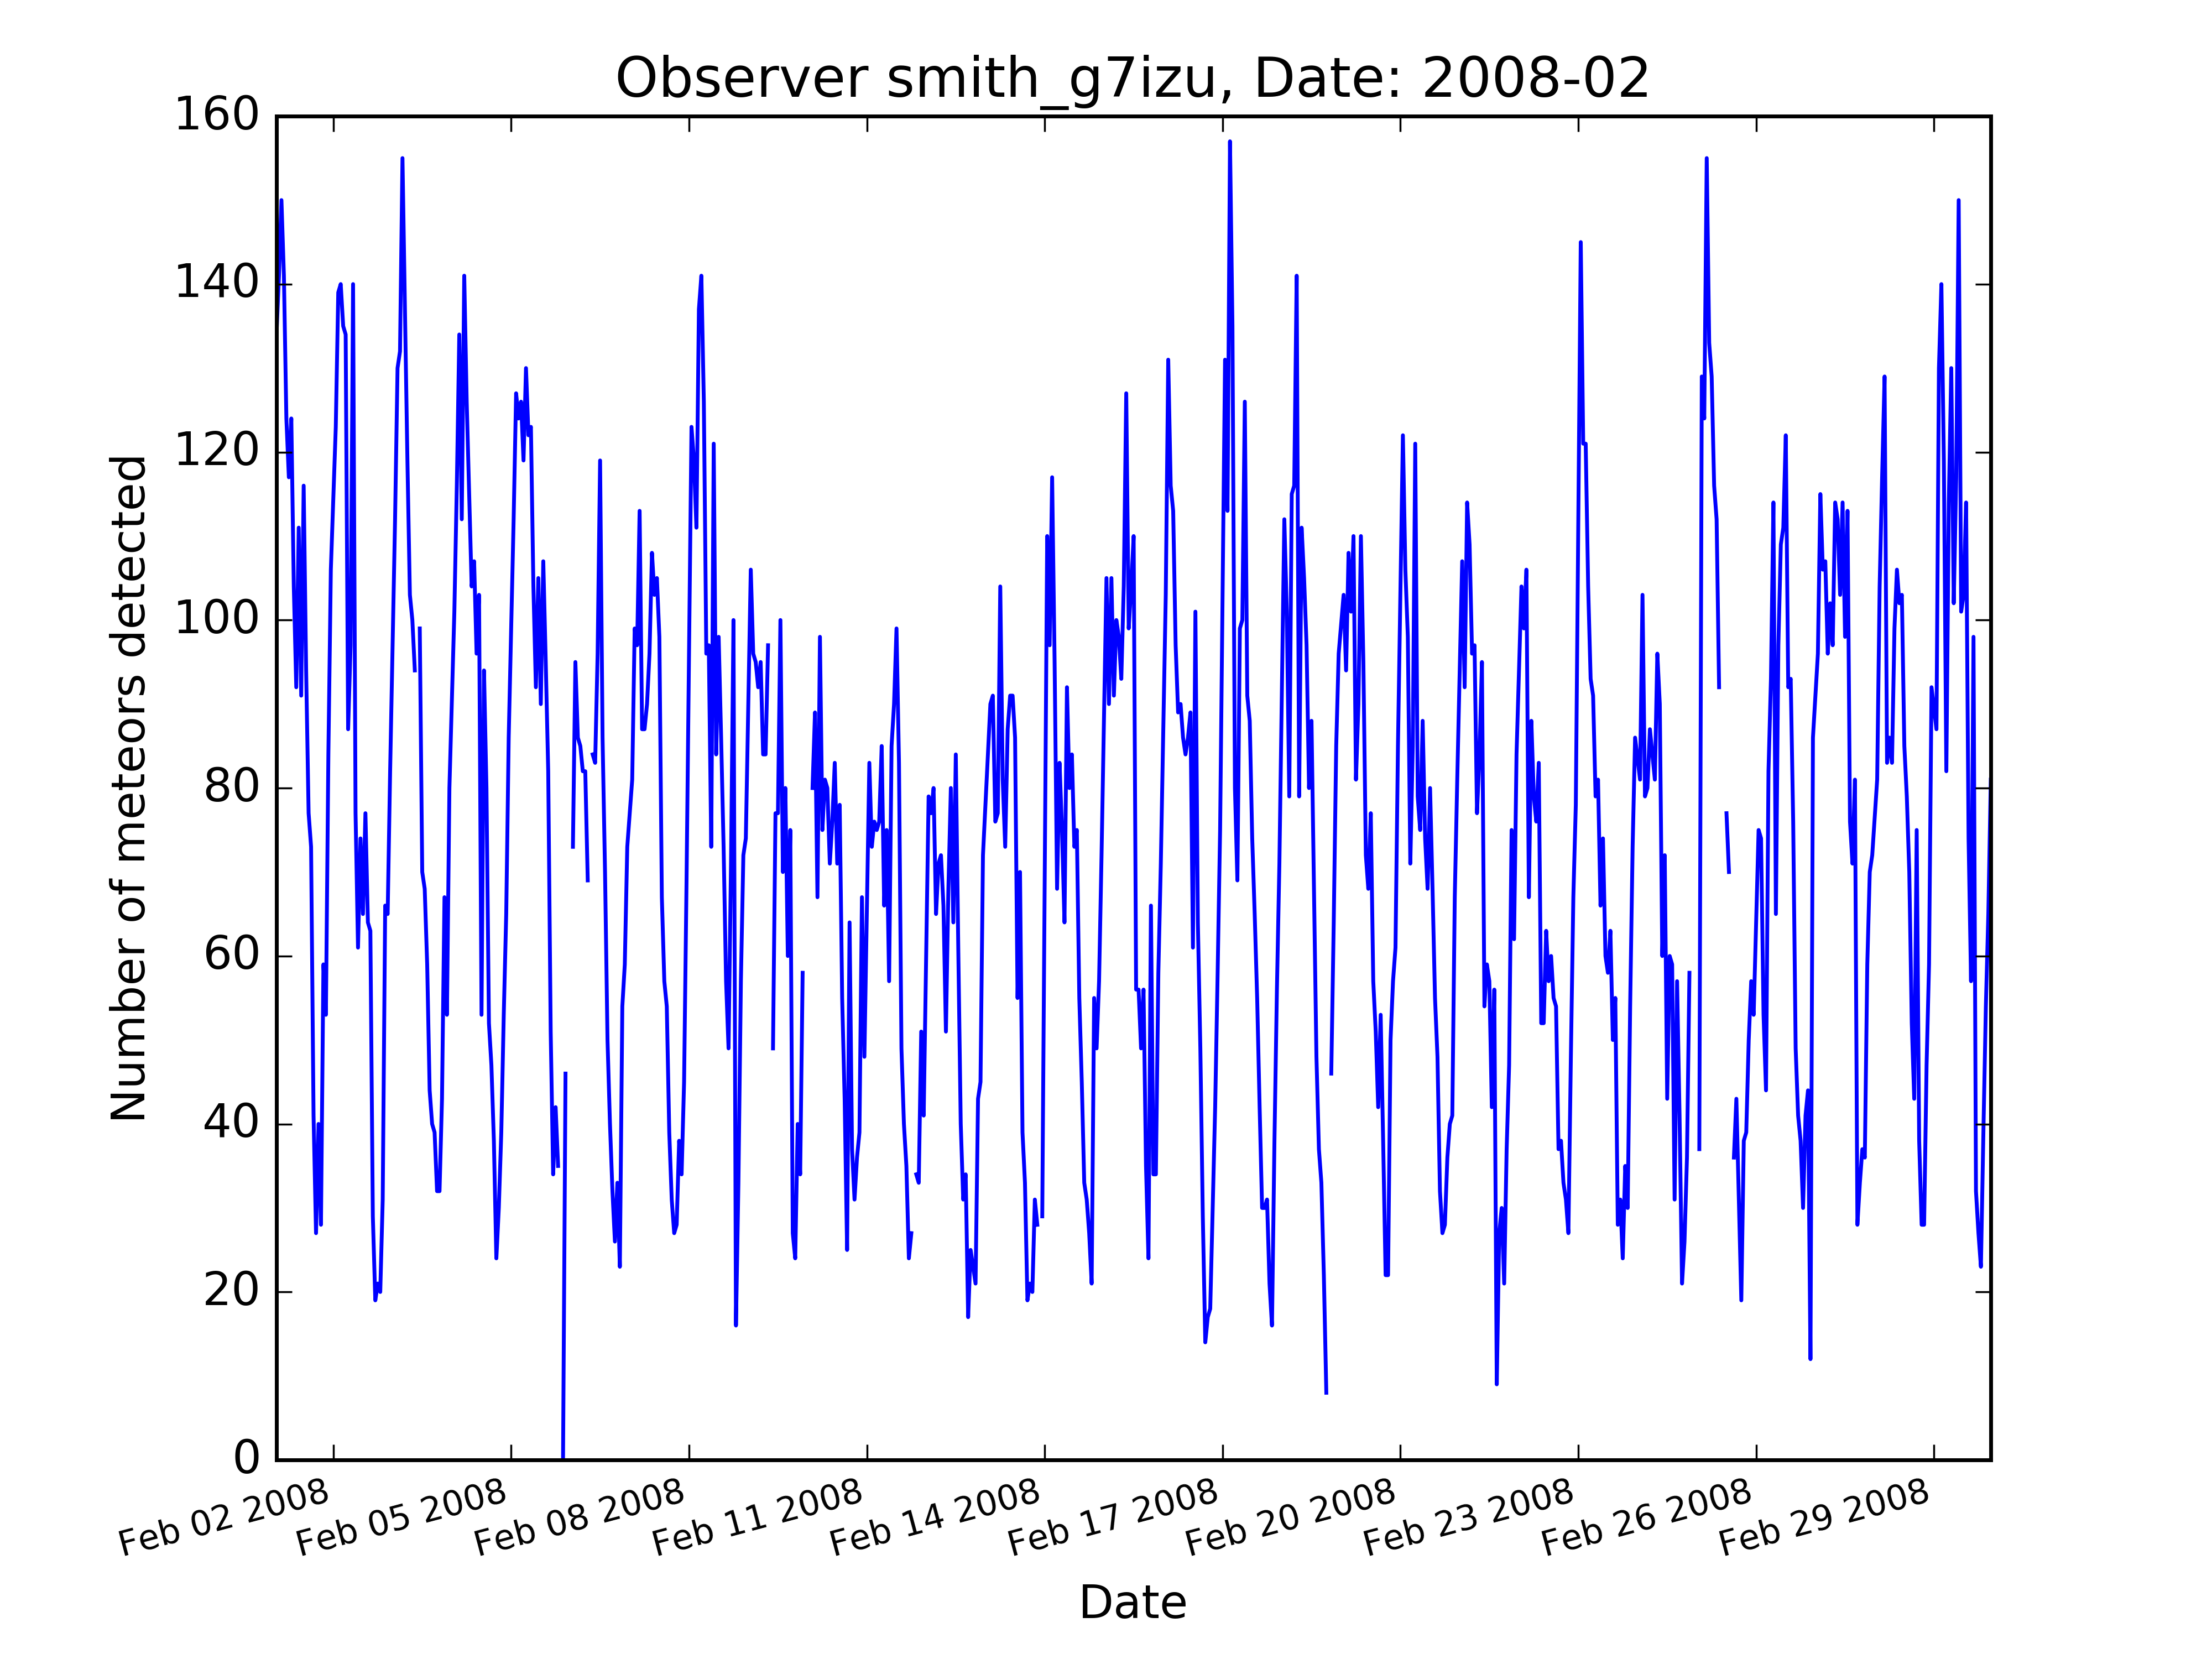 Observer smith_g7izu, Date: 2008-02
Number of meteors detected
160
140
120
100
80
60
40
20
0
Feb 02 2008
Feb 05 2008
Feb 08 2008
Feb 11 2008
Feb 14 2008
Feb 17 2008
Feb 20 2008
Feb 23 2008
Feb 26 2008
Feb 29 2008
Date